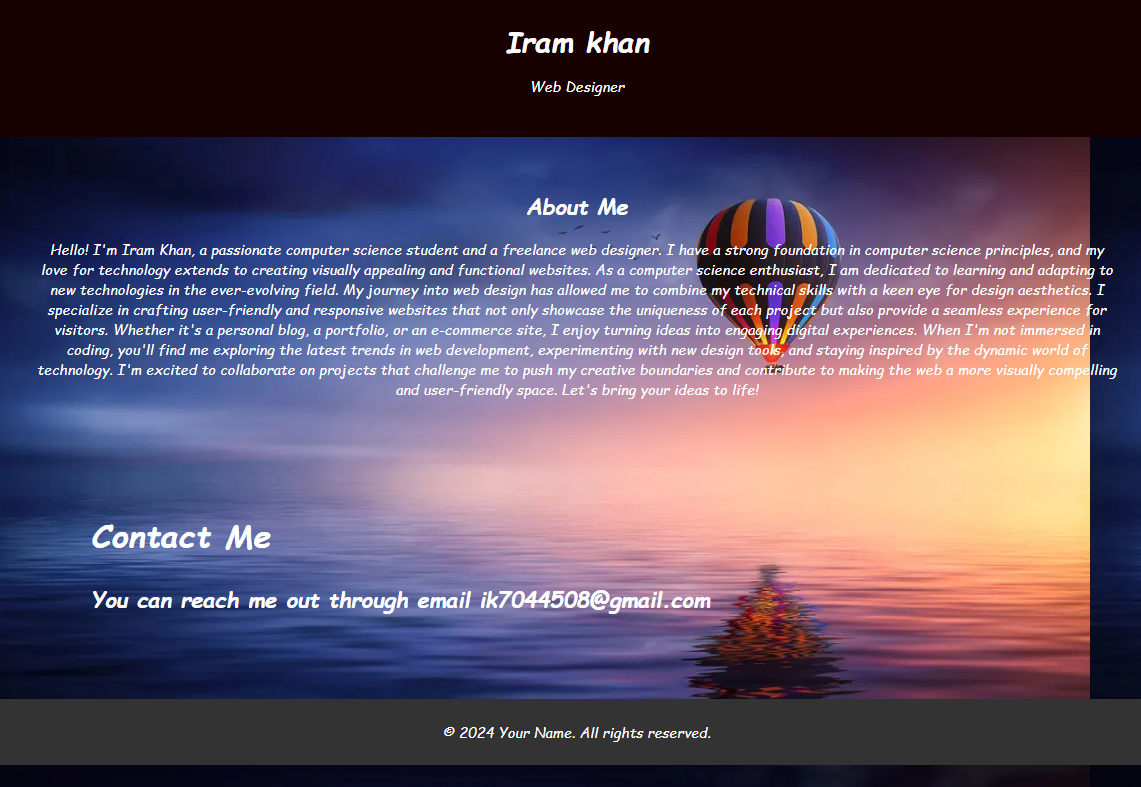 Iram khan
Web Designer
About Me
Hello! I'm Iram Khan, a passionate computer science student and a freelance web designer. I have a strong foundation in computer science principles, and my
love for technology extends to creating visually appealing and functional websites. As a computer science enthusiast, I am dedicated to learning and adapting to
new technologies in the ever-evolving field. My journey into web design has allowed me to combine my technical skills with a keen eye for design aesthetics. I
specialize in crafting user-friendly and responsive websites that not only showcase the uniqueness of each project but also provide a seamless experience for
visitors. Whether it's a personal blog, a portfolio, or an e-commerce site, I enjoy turning ideas into engaging digital experiences. When I'm not immersed in
coding, you'll find me exploring the latest trends in web development, experimenting with new design tools, and staying inspired by the dynamic world of
technology. I'm excited to collaborate on projects that challenge me to push my creative boundaries and contribute to making the web a more visually compelling
and user-friendly space. Let's bring your ideas to life!
Contact Me
You can reach me out through email ik7044508@gmail.com
© 2024 Your Name. All rights reserved.